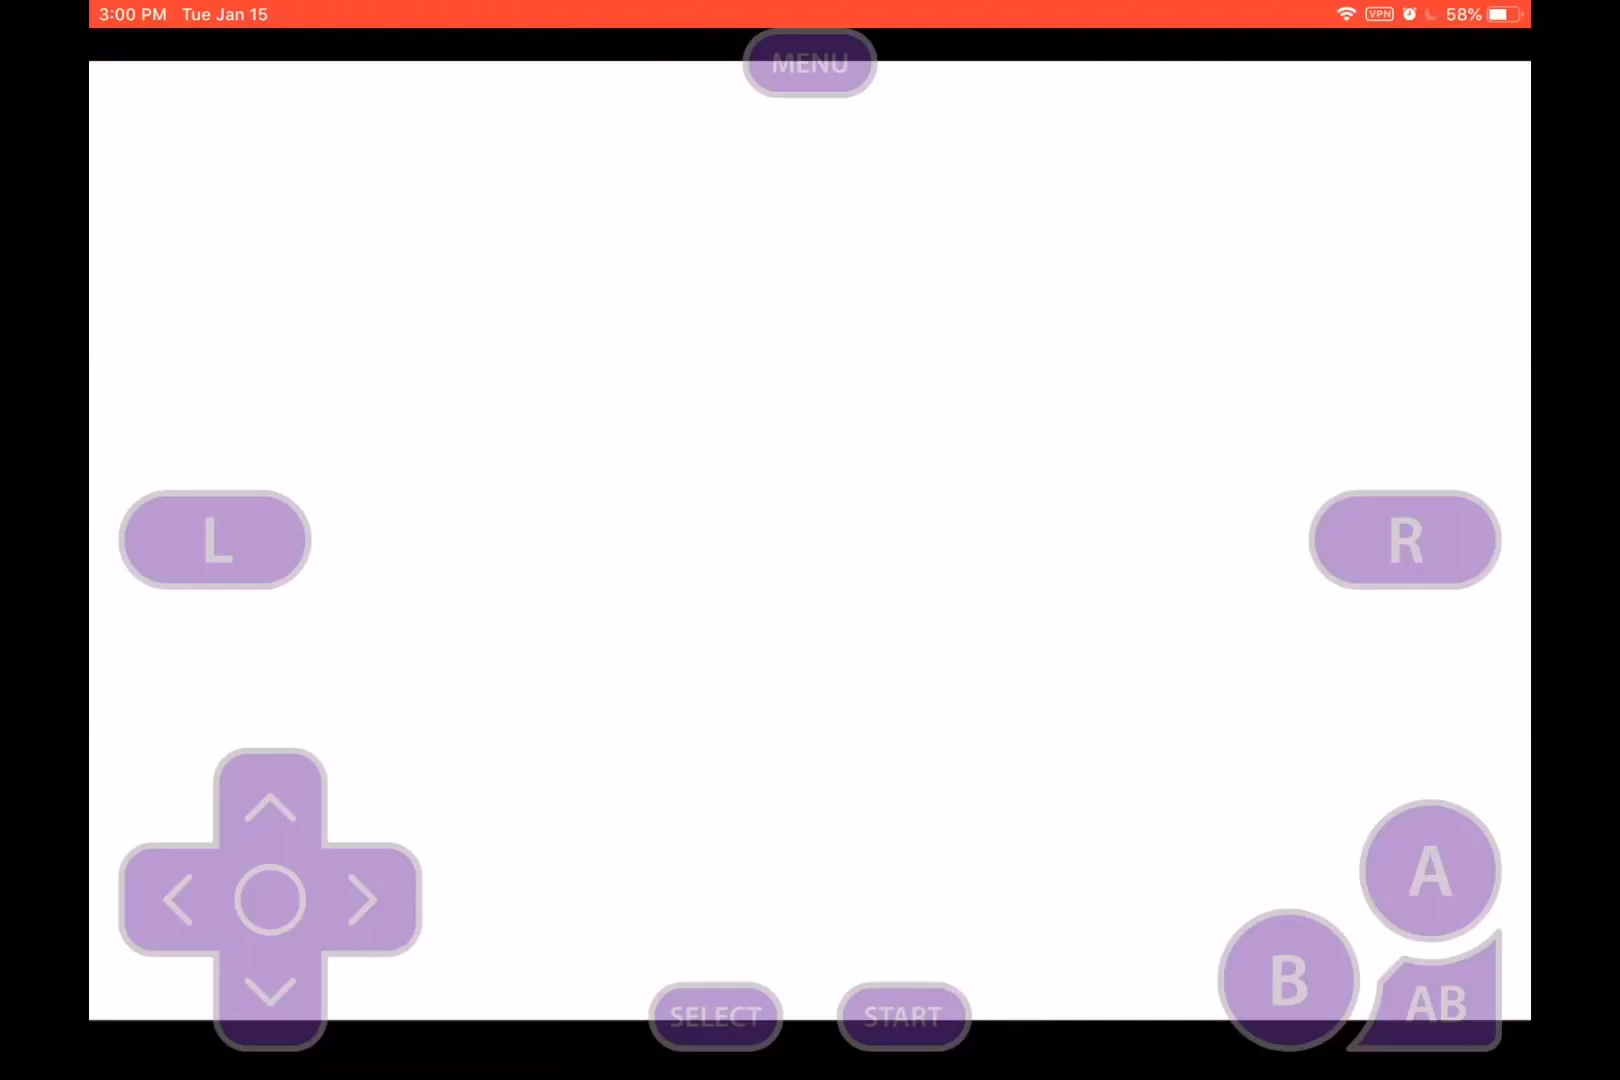 3:00 PM Tue Jan 15 VPN 58%
MENU
L R
A
B AB
SELECT START